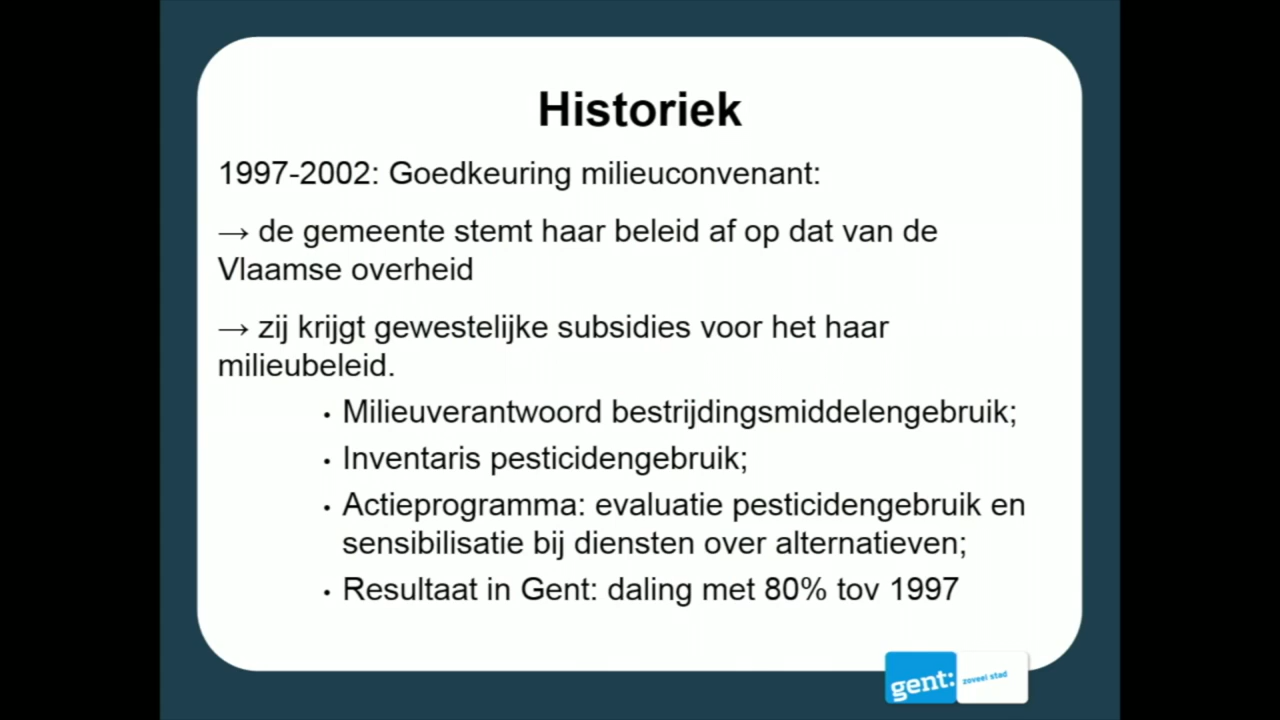 Historiek
1997-2002: Goedkeuring milieuconvenant:
→ de gemeente stemt haar beleid af op dat van de
Vlaamse overheid
→ zij krijgt gewestelijke subsidies voor het haar
milieubeleid.
• Milieuverantwoord bestrijdingsmiddelengebruik;
• Inventaris pesticidengebruik;
• Actieprogramma: evaluatie pesticidengebruik en
sensibilisatie bij diensten over alternatieven;
• Resultaat in Gent: daling met 80% tov 1997
gent: zoveel stad